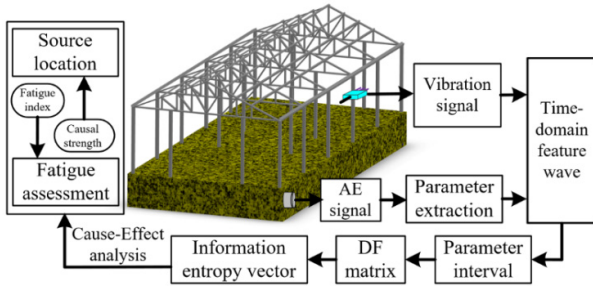 Source
location
Fatigue
index
Causal
strength
Fatigue
assessment
Vibration
signal
Time-
domain
feature
wave
AE
signal
Parameter
extraction
Cause-Effect
analysis
Information
entropy vector
DF
matrix
Parameter
interval